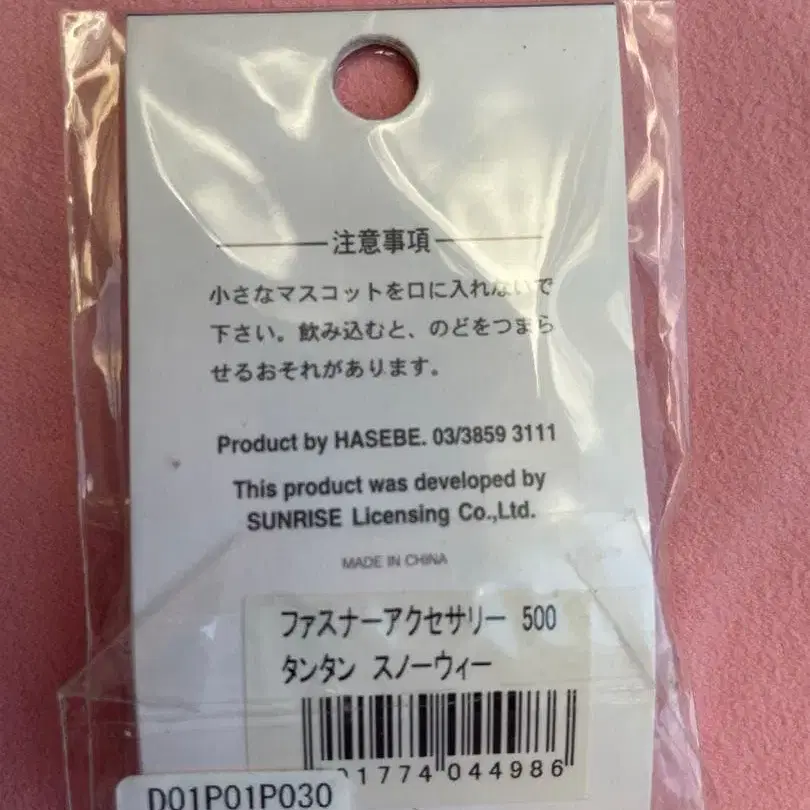 注意事項
小さなマスコットを口に入れないで
下さい。飲み込むと、のどをつまら
せるおそれがあります。
Product by HASEBE. 03/3859 3111
This product was developed by
SUNRISE Licensing Co.,Ltd.
MADE IN CHINA
ファスナーアクセサリー 500
タンタン スノーウィー
1774 044986
D01P01P030